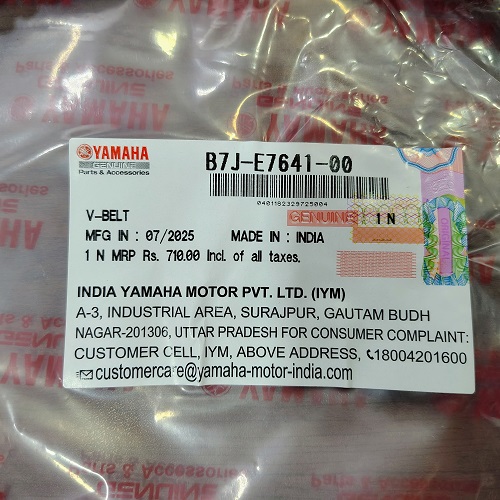 YAMAHA
GENUINE
Parts & Accessories
B7J-E7641-00
0401182329725004
GENUINE 1 N
V-BELT
MFG IN : 07/2025 MADE IN : INDIA
1 N MRP Rs. 710.00 Incl. of all taxes.
INDIA YAMAHA MOTOR PVT. LTD. (IYM)
A-3, INDUSTRIAL AREA, SURAJPUR, GAUTAM BUDH
NAGAR-201306, UTTAR PRADESH FOR CONSUMER COMPLAINT:
CUSTOMER CELL, IYM, ABOVE ADDRESS, 18004201600
customercare@yamaha-motor-india.com